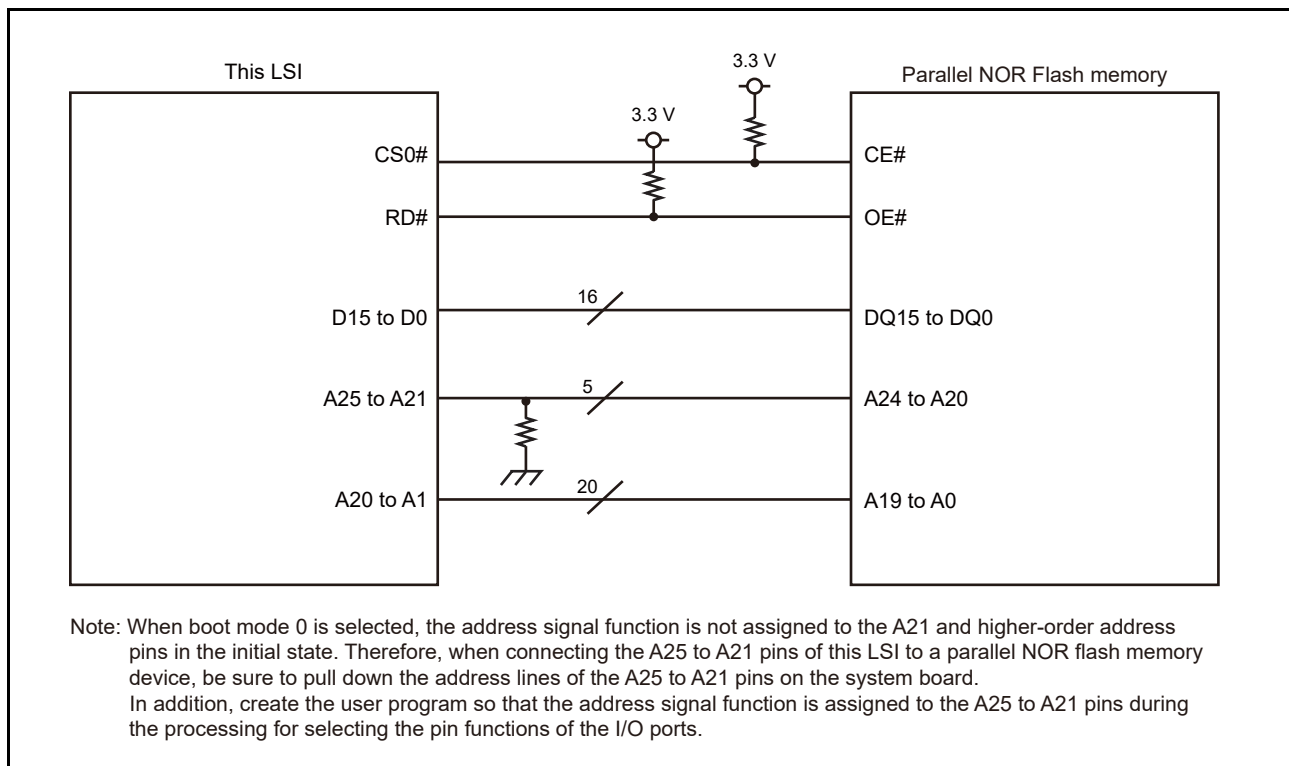 This LSI
3.3 V
Parallel NOR Flash memory
3.3 V
CS0#
CE#
RD#
OE#
16
D15 to D0
DQ15 to DQ0
5
A25 to A21
A24 to A20
20
A20 to A1
A19 to A0
Note: When boot mode 0 is selected, the address signal function is not assigned to the A21 and higher-order address
pins in the initial state. Therefore, when connecting the A25 to A21 pins of this LSI to a parallel NOR flash memory
device, be sure to pull down the address lines of the A25 to A21 pins on the system board.
In addition, create the user program so that the address signal function is assigned to the A25 to A21 pins during
the processing for selecting the pin functions of the I/O ports.